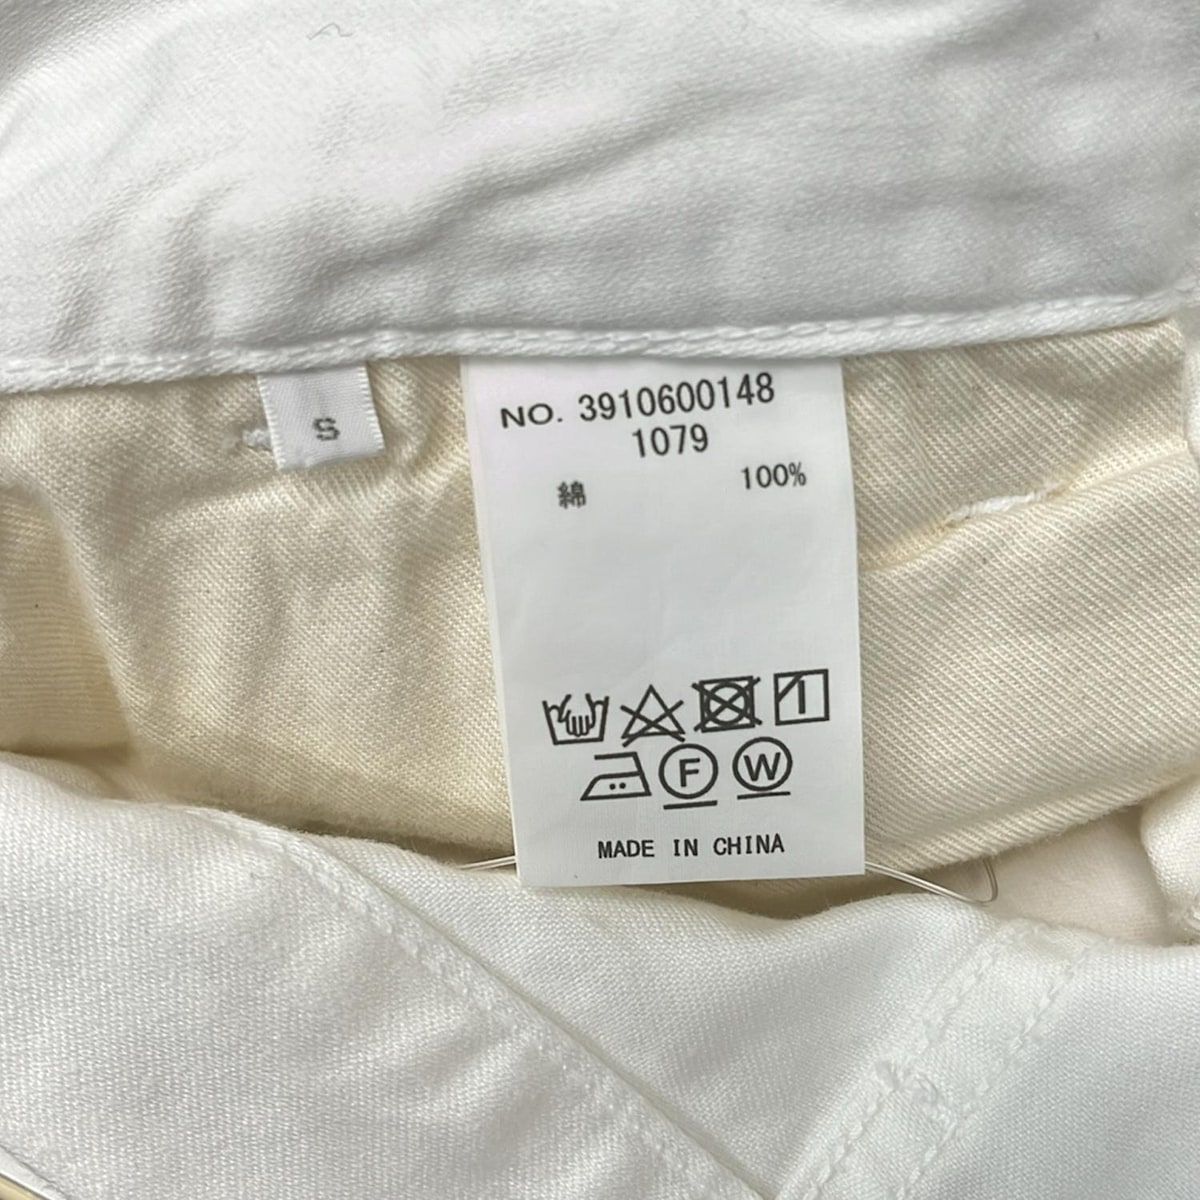 S
NO. 3910600148
1079
綿 100%
F W
MADE IN CHINA